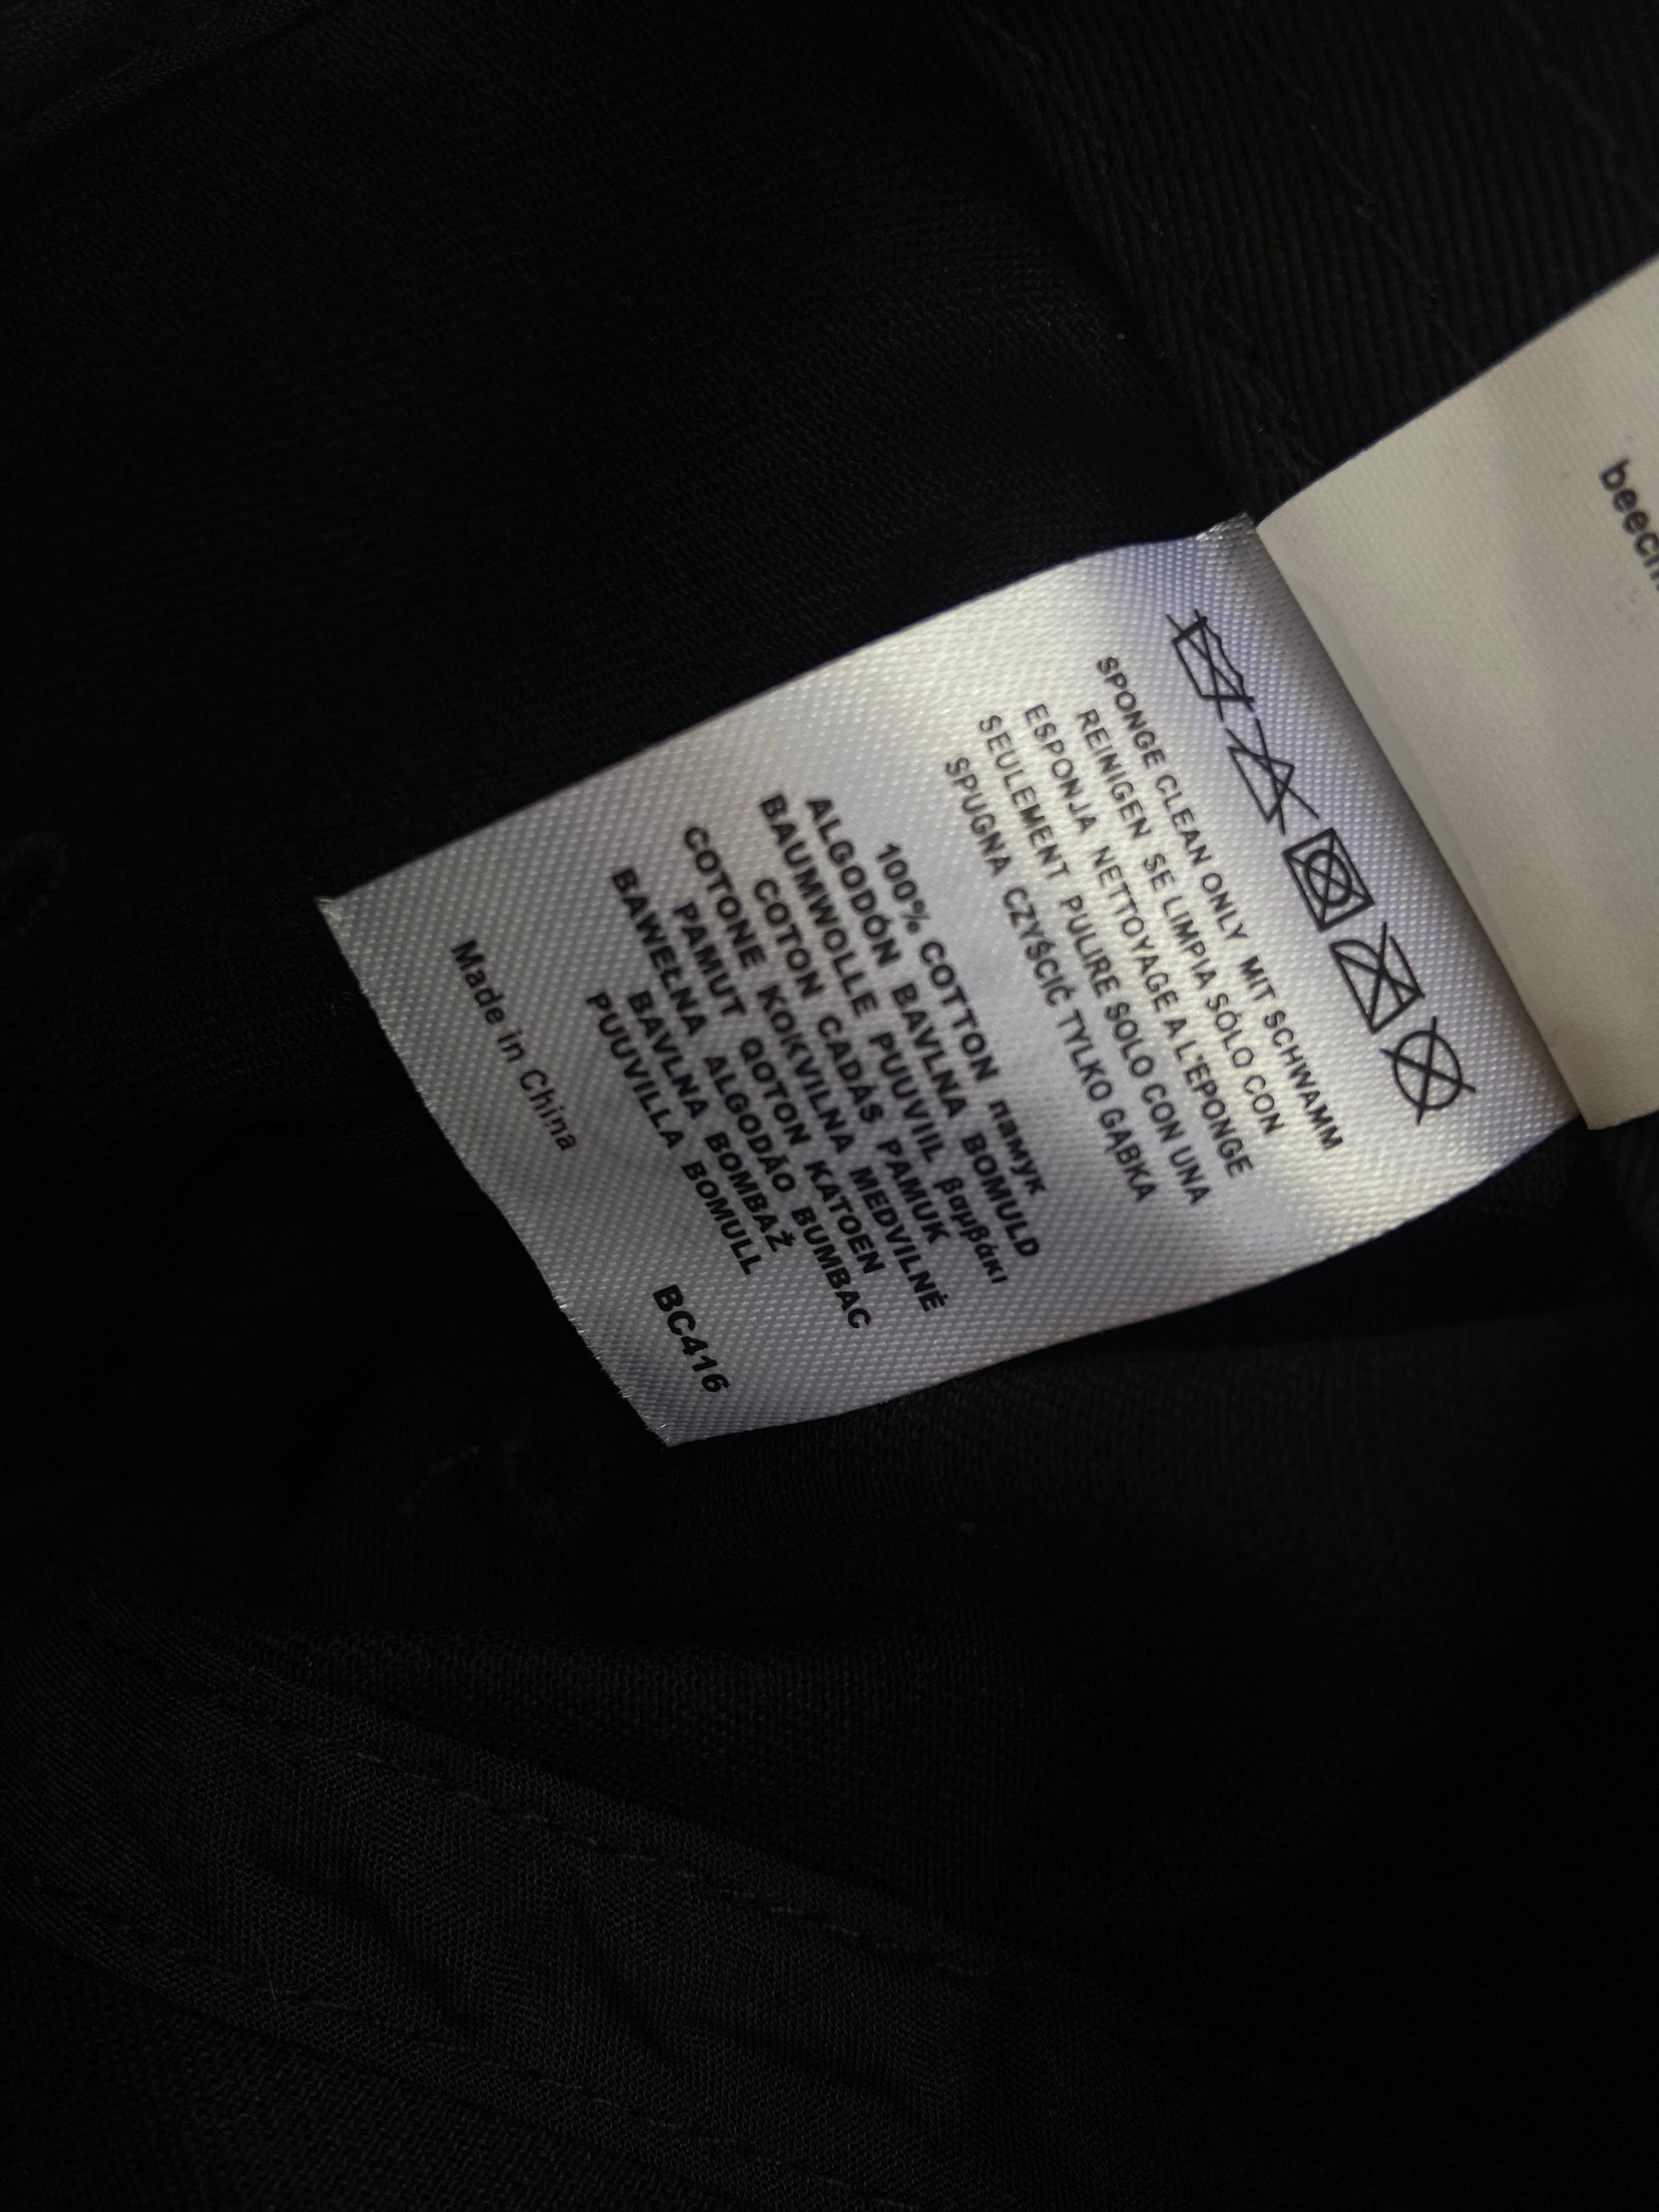 SPONGE CLEAN ONLY MIT SCHWAMM
REINIGEN SE LIMPIA SÓLO CON
ESPONJA NETTOYAGE A L'EPONGE
SEULEMENT PULIRE SOLO CON UNA
SPUGNA CZYŚCIĆ TYLKO GĄBKA
100% COTTON памук
ALGODÓN BAVLNA BOMULD
BAUMWOLLE PUUVIIL βαμβάκι
COTON CADÁS PAMUK
COTONE KOKVILNA MEDVILNÉ
PAMUT QOTON KATOEN
BAWEŁNA ALGODÁO BUMBAC
BAVLNA BOMBAŽ
PUUVILLA BOMULL
BC416
Made in China